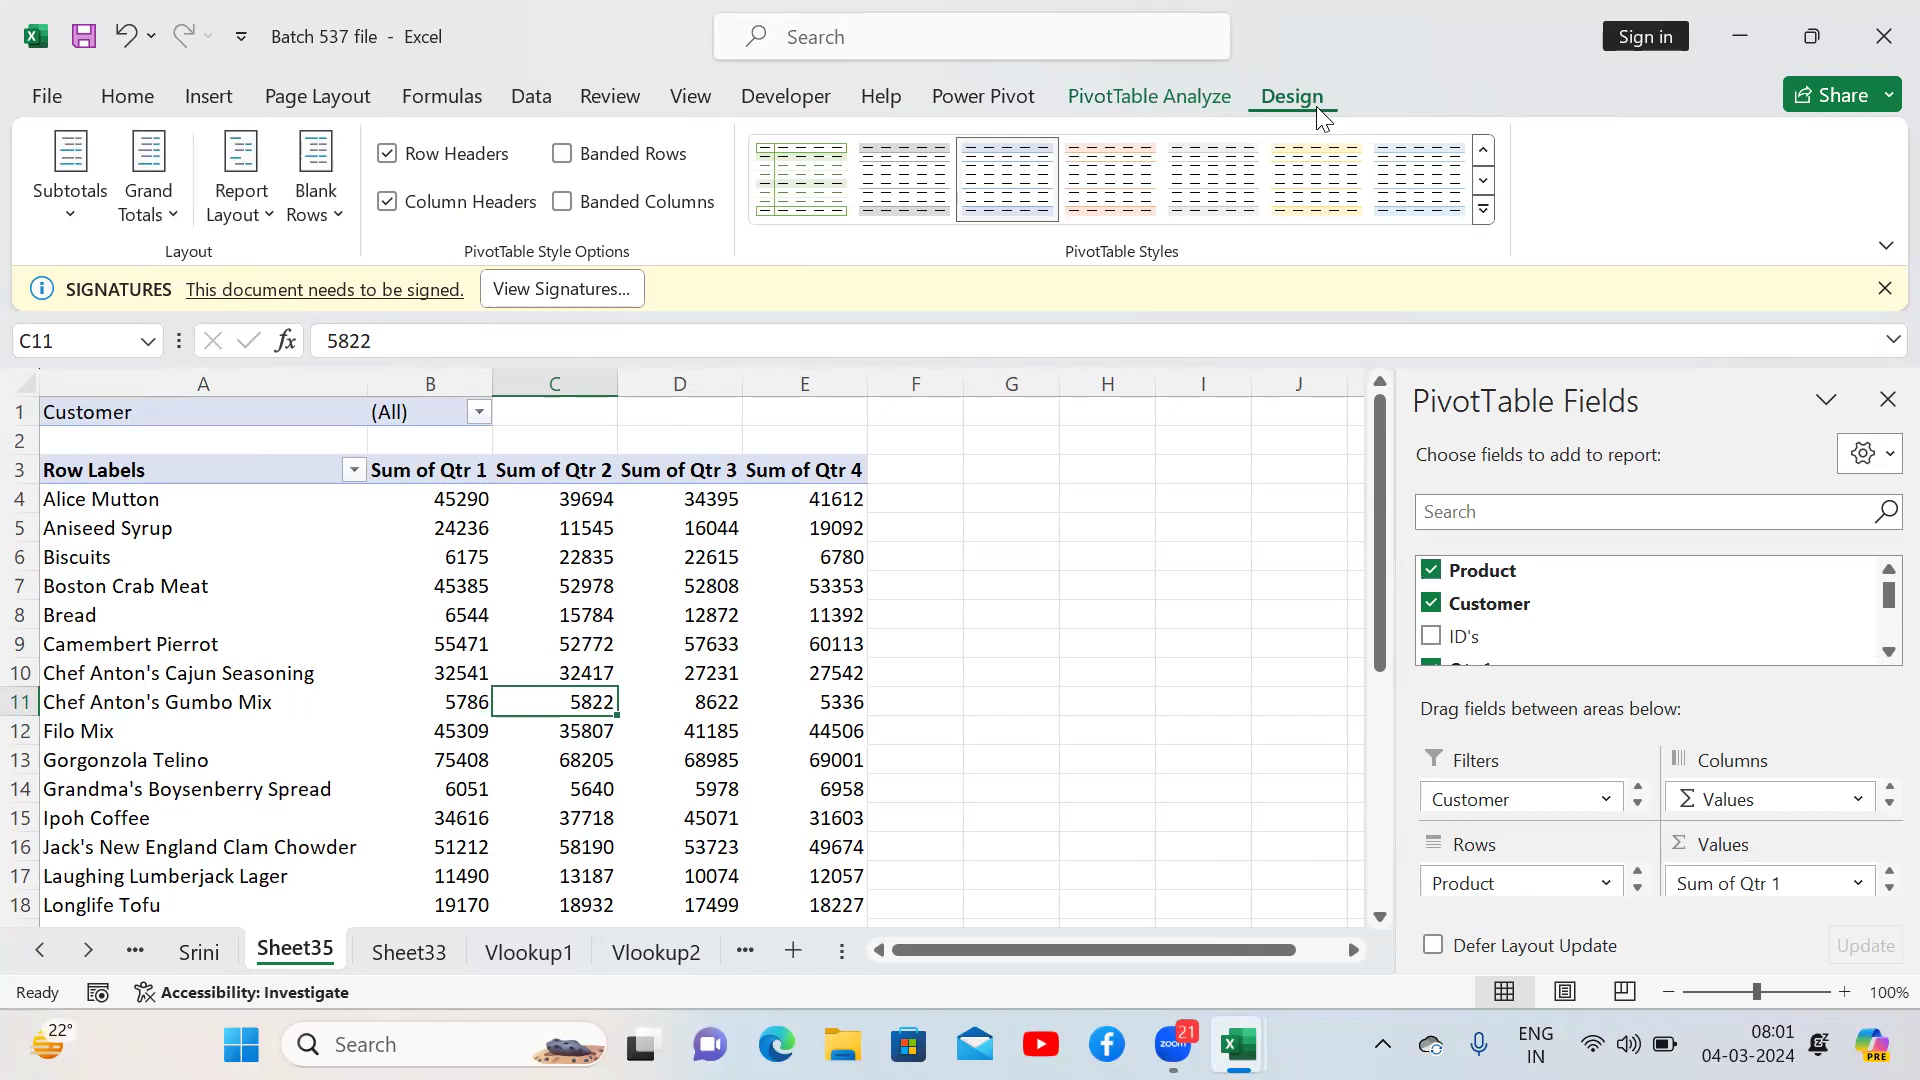 Batch 537 file - Excel
Search
Sign in
File Home Insert Page Layout Formulas Data Review View Developer Help Power Pivot PivotTable Analyze Design
Share
Subtotals
Grand Totals
Report Layout
Blank Rows
Row Headers
Banded Rows
Column Headers
Banded Columns
Layout
PivotTable Style Options
PivotTable Styles
SIGNATURES This document needs to be signed. View Signatures...
C11 fx 5822
A B C D E F G H I J
1 Customer (All)
2
3 Row Labels Sum of Qtr 1 Sum of Qtr 2 Sum of Qtr 3 Sum of Qtr 4
4 Alice Mutton 45290 39694 34395 41612
5 Aniseed Syrup 24236 11545 16044 19092
6 Biscuits 6175 22835 22615 6780
7 Boston Crab Meat 45385 52978 52808 53353
8 Bread 6544 15784 12872 11392
9 Camembert Pierrot 55471 52772 57633 60113
10 Chef Anton's Cajun Seasoning 32541 32417 27231 27542
11 Chef Anton's Gumbo Mix 5786 5822 8622 5336
12 Filo Mix 45309 35807 41185 44506
13 Gorgonzola Telino 75408 68205 68985 69001
14 Grandma's Boysenberry Spread 6051 5640 5978 6958
15 Ipoh Coffee 34616 37718 45071 31603
16 Jack's New England Clam Chowder 51212 58190 53723 49674
17 Laughing Lumberjack Lager 11490 13187 10074 12057
18 Longlife Tofu 19170 18932 17499 18227
PivotTable Fields
Choose fields to add to report:
Search
Product
Customer
ID's
Drag fields between areas below:
Filters
Columns
Customer
Σ Values
Rows
Σ Values
Product
Sum of Qtr 1
Defer Layout Update
Update
Srini Sheet35 Sheet33 Vlookup1 Vlookup2
Ready Accessibility: Investigate
100%
22°
Search
zoom
21
ENG
IN
08:01
04-03-2024
PRE